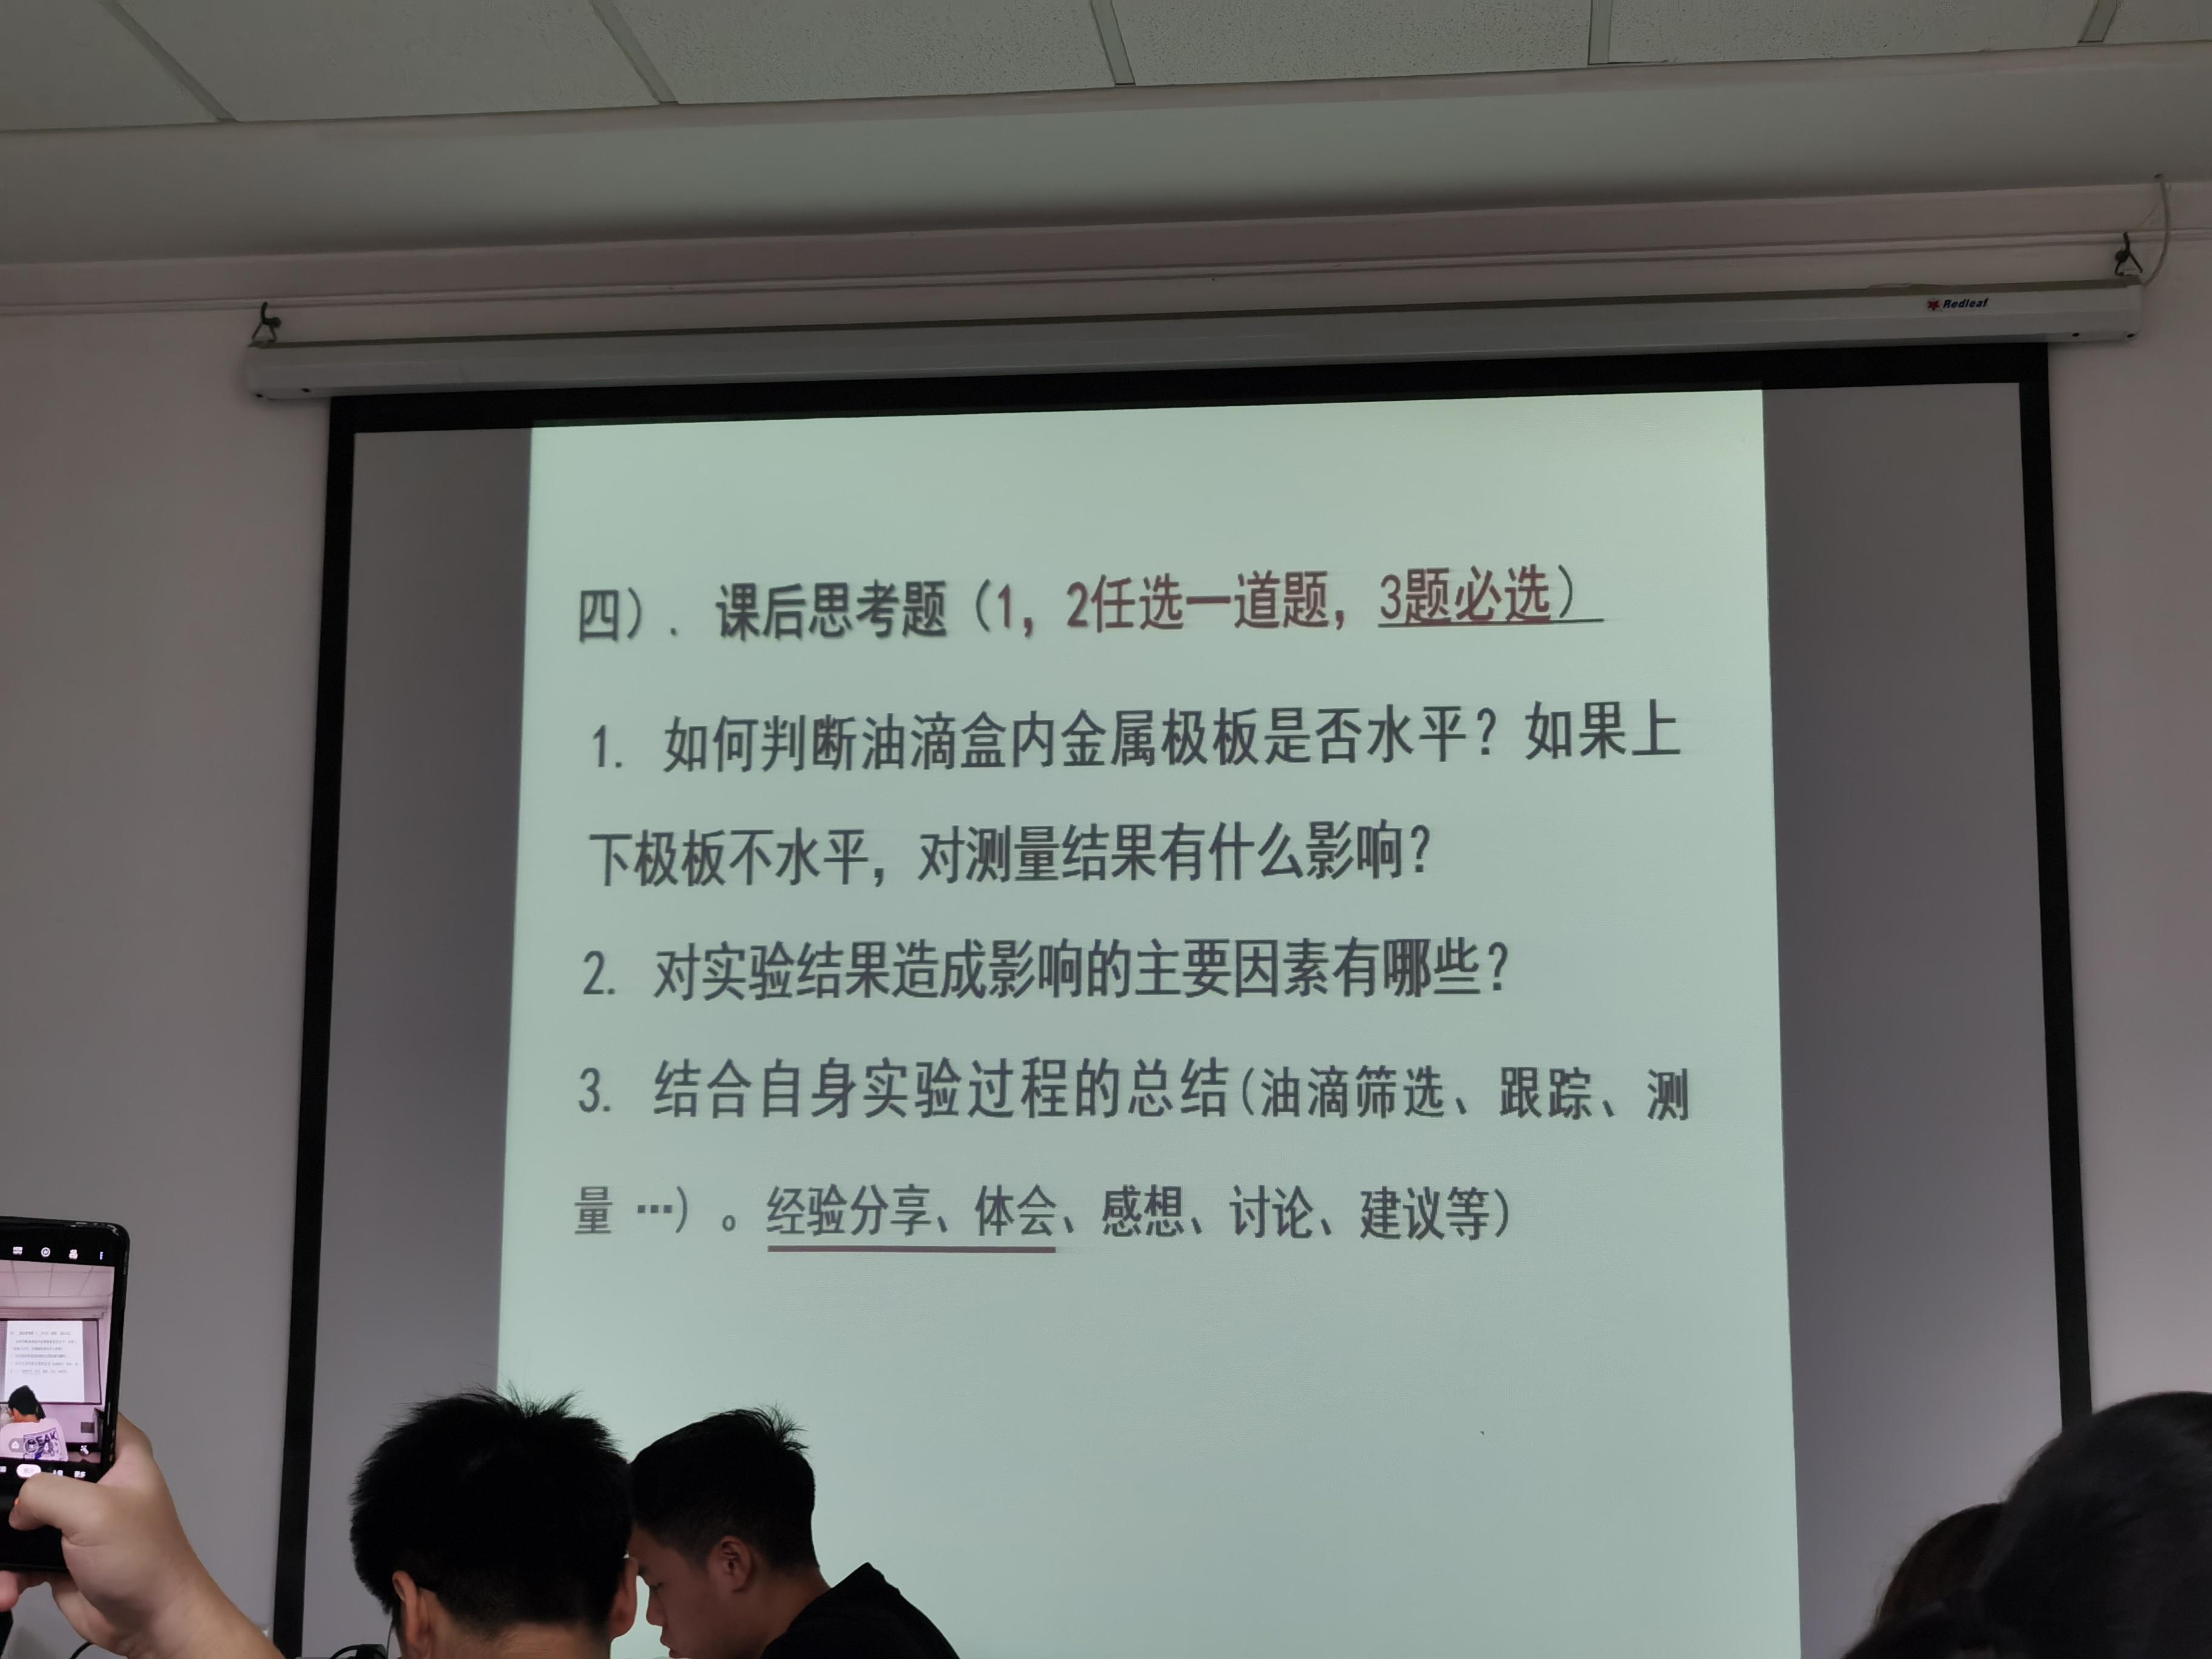 Redleaf
四）. 课后思考题（1，2任选一道题，3题必选）
1. 如何判断油滴盒内金属极板是否水平？如果上
下极板不水平，对测量结果有什么影响？
2. 对实验结果造成影响的主要因素有哪些？
3. 结合自身实验过程的总结(油滴筛选、跟踪、测
量 …）。经验分享、体会、感想、讨论、建议等）